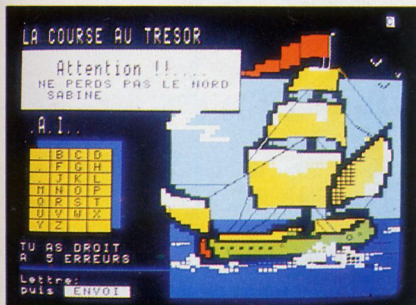 LA COURSE AU TRESOR
Attention !!....
NE PERDS PAS LE NORD
SABINE
.A.I..
. B C D
. F G H
. J K L
M N O P
Q R S T
U V W X
Y Z
TU AS DROIT
A 5 ERREURS
Lettre:
puis ENVOI